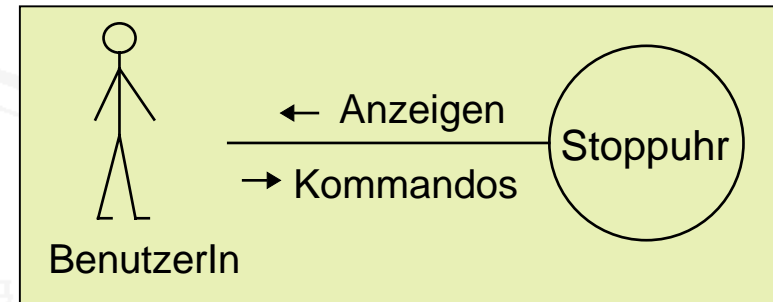 ← Anzeigen
Stoppuhr
→ Kommandos
BenutzerIn